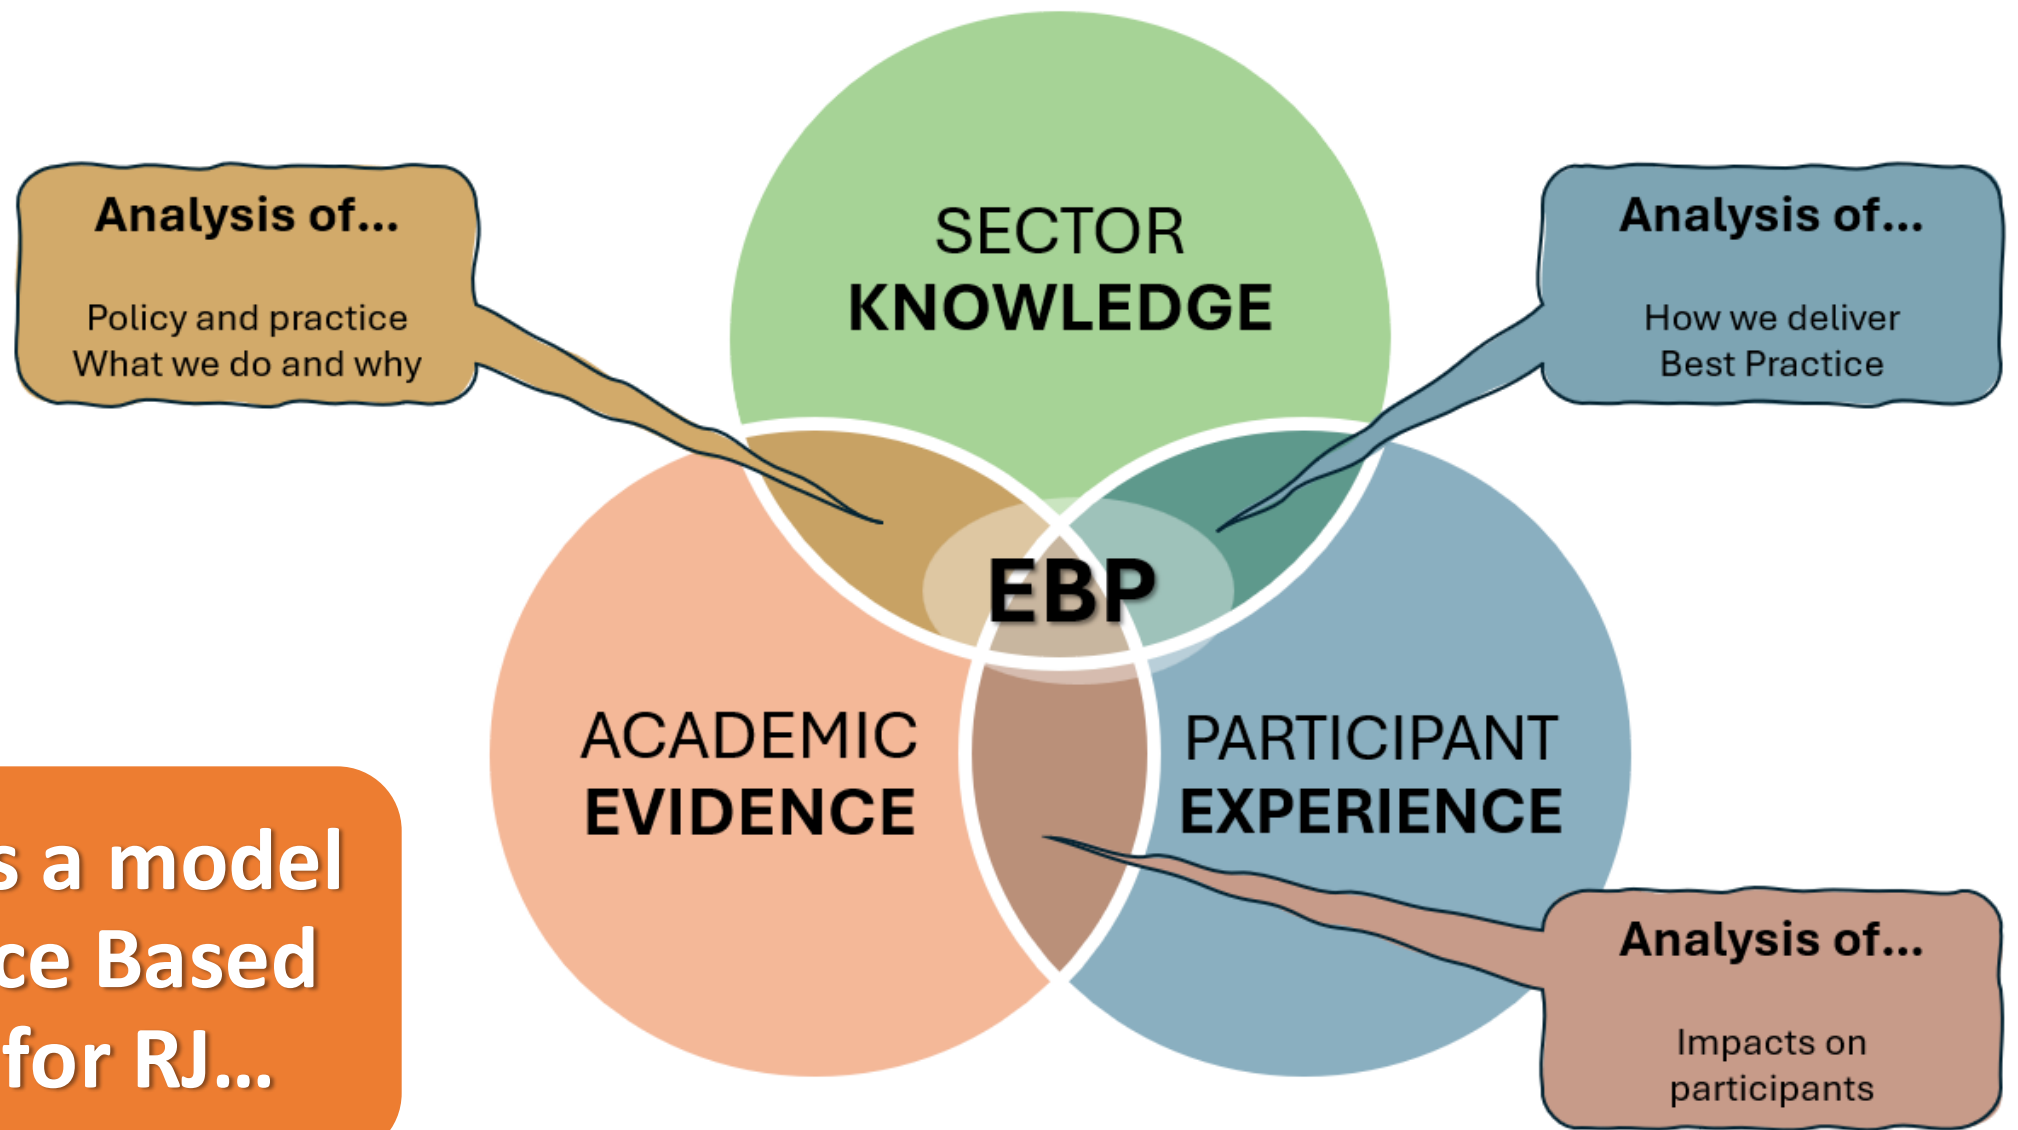 SECTOR
KNOWLEDGE
Analysis of...
Policy and practice
What we do and why
Analysis of...
How we deliver
Best Practice
EBP
ACADEMIC
EVIDENCE
PARTICIPANT
EXPERIENCE
a model
Based
for RJ...
Analysis of...
Impacts on
participants